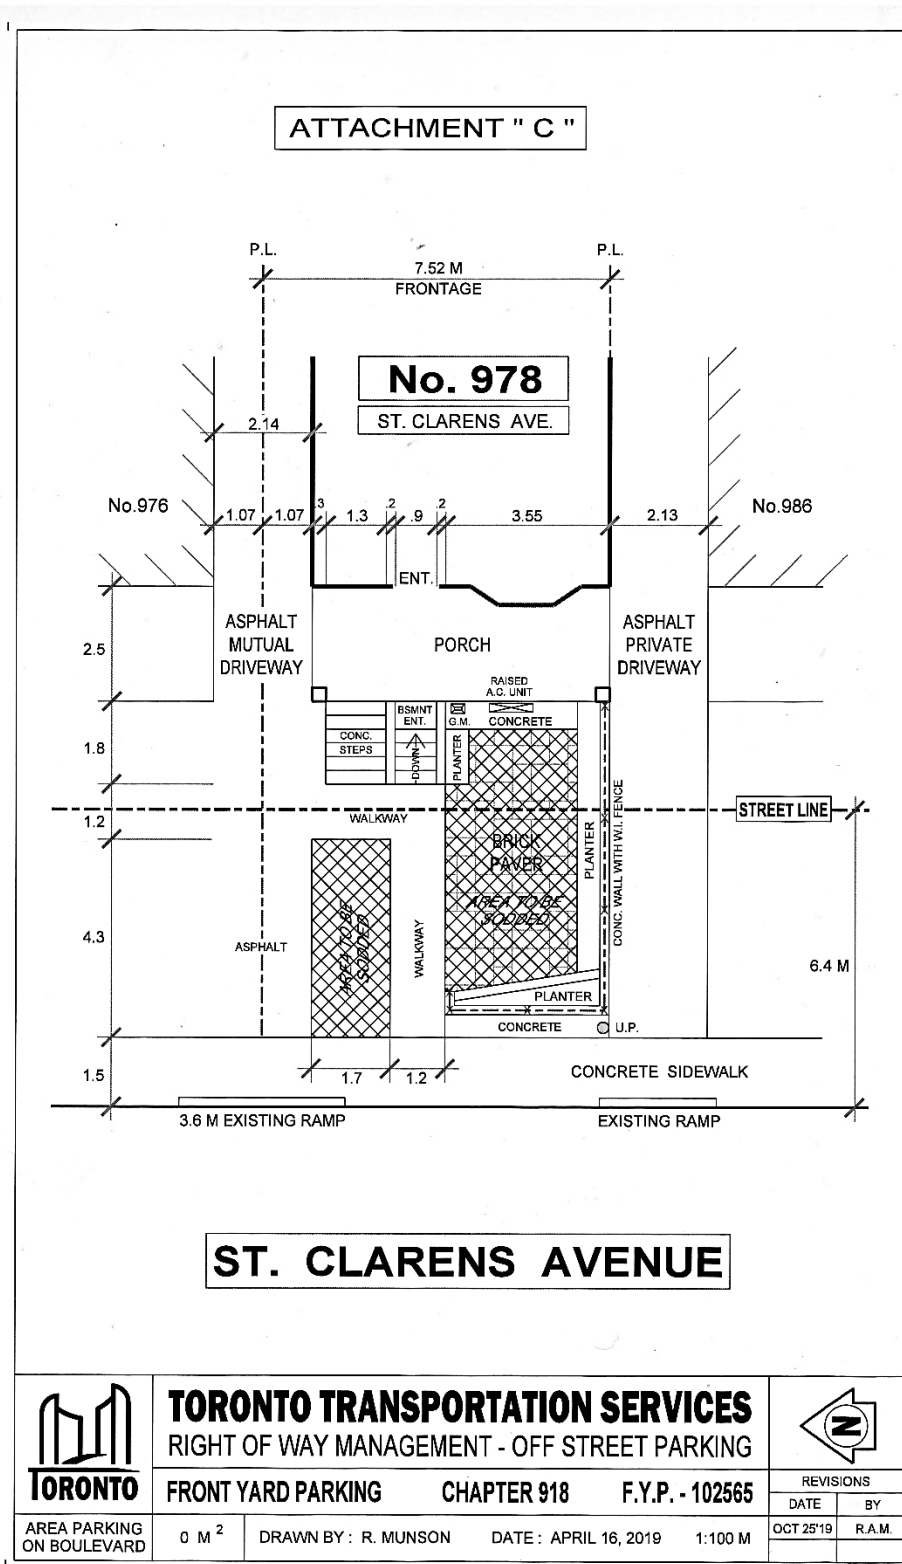 ATTACHMENT " C "
P.L.
P.L.
7.52 M
FRONTAGE
No. 978
ST. CLARENS AVE.
2.14
No.976
No.986
1.07
1.07
.3
1.3
.2
.9
.2
3.55
2.13
ENT.
ASPHALT
MUTUAL
DRIVEWAY
PORCH
ASPHALT
PRIVATE
DRIVEWAY
2.5
RAISED
A.C. UNIT
BSMNT
ENT.
G.M.
CONCRETE
CONC.
STEPS
DOWN
PLANTER
1.8
STREET LINE
1.2
WALKWAY
BRICK
PAVER
PLANTER
CONC. WALL WITH W.I. FENCE
AREA TO BE
SODDED
AREA TO BE
SODDED
4.3
ASPHALT
WALKWAY
6.4 M
PLANTER
CONCRETE
U.P.
1.5
1.7
1.2
CONCRETE SIDEWALK
3.6 M EXISTING RAMP
EXISTING RAMP
ST. CLARENS AVENUE
TORONTO
TORONTO TRANSPORTATION SERVICES
RIGHT OF WAY MANAGEMENT - OFF STREET PARKING
N
FRONT YARD PARKING CHAPTER 918 F.Y.P. - 102565
REVISIONS
DATE BY
OCT 25'19 R.A.M.
AREA PARKING
ON BOULEVARD
0 M 2
DRAWN BY : R. MUNSON DATE : APRIL 16, 2019 1:100 M